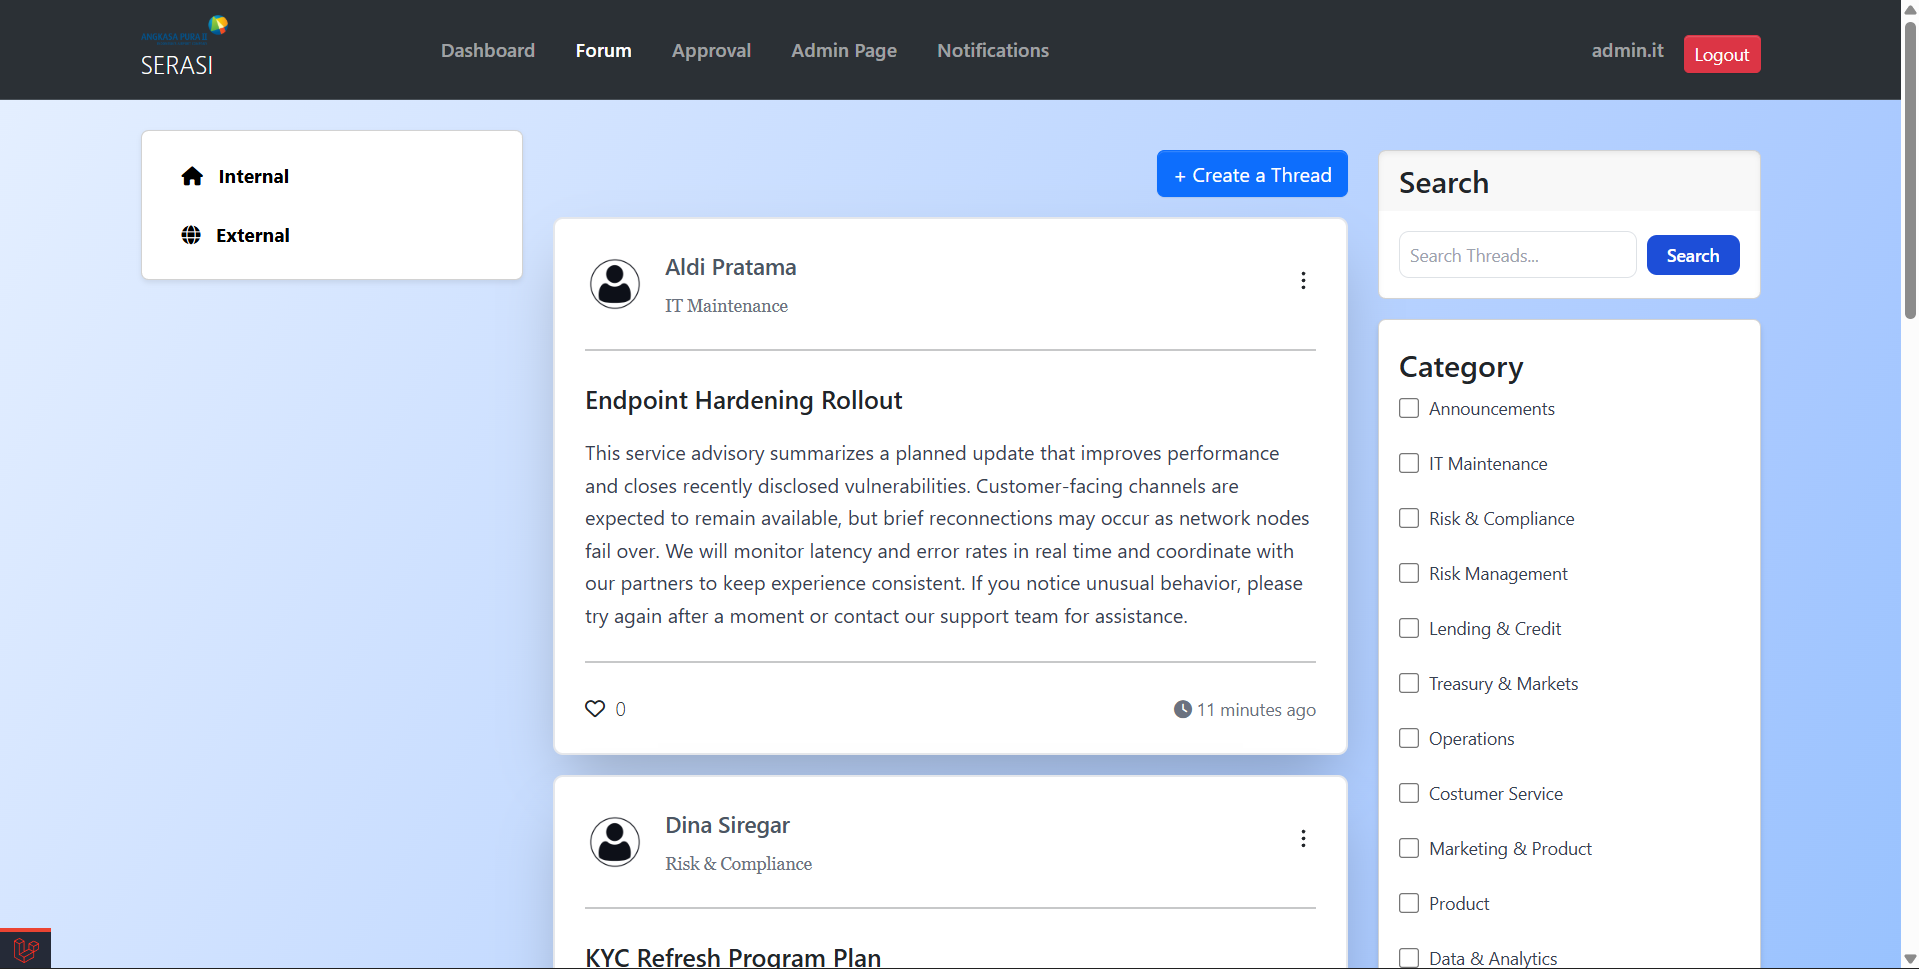 ANGKASA PURA II
SERASI
Dashboard
Forum
Approval
Admin Page
Notifications
admin.it
Logout
Internal
External
+ Create a Thread
Aldi Pratama
IT Maintenance
Endpoint Hardening Rollout
This service advisory summarizes a planned update that improves performance
and closes recently disclosed vulnerabilities. Customer-facing channels are
expected to remain available, but brief reconnections may occur as network nodes
fail over. We will monitor latency and error rates in real time and coordinate with
our partners to keep experience consistent. If you notice unusual behavior, please
try again after a moment or contact our support team for assistance.
0
11 minutes ago
Dina Siregar
Risk & Compliance
KYC Refresh Program Plan
Search
Search Threads...
Search
Category
Announcements
IT Maintenance
Risk & Compliance
Risk Management
Lending & Credit
Treasury & Markets
Operations
Costumer Service
Marketing & Product
Product
Data & Analytics